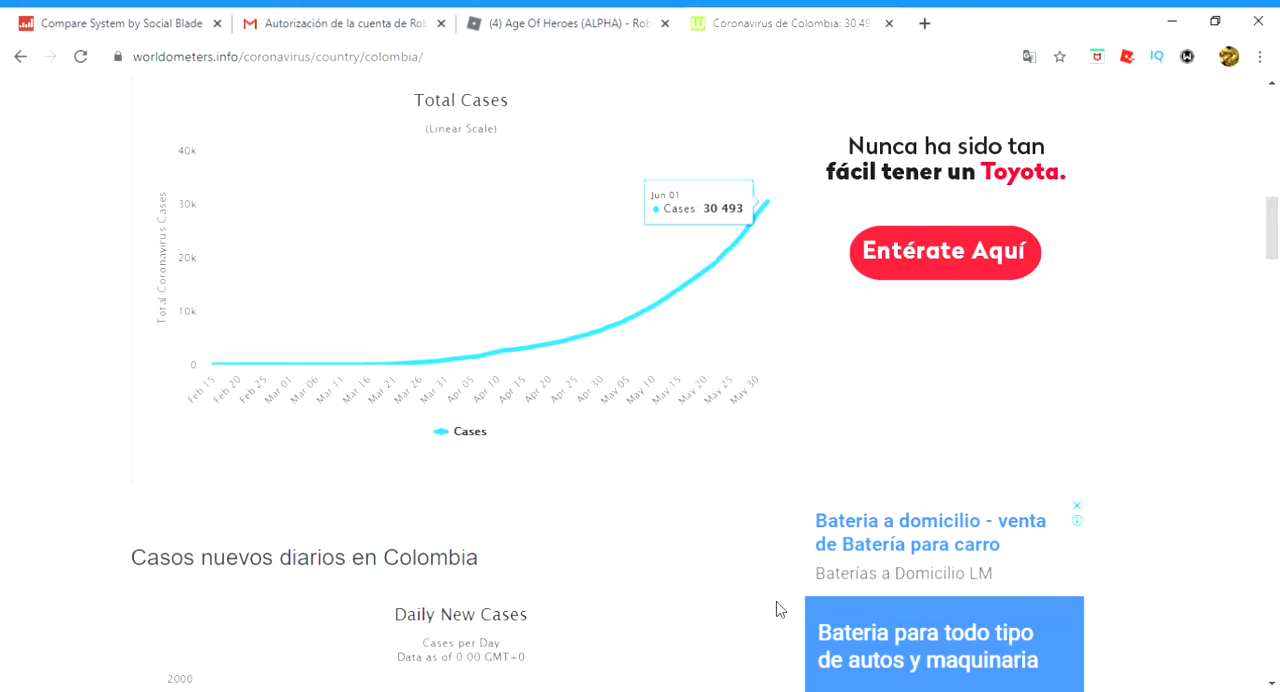 Compare System by Social Blade
Autorización de la cuenta de Rob
(4) Age Of Heroes (ALPHA) - Rob
Coronavirus de Colombia: 30 49
worldometers.info/coronavirus/country/colombia/
IQ
Total Cases
(Linear Scale)
Total Coronavirus Cases
40k
30k
20k
10k
0
Jun 01
Cases 30 493
Feb 15
Feb 20
Feb 25
Mar 01
Mar 06
Mar 11
Mar 16
Mar 21
Mar 26
Mar 31
Apr 05
Apr 10
Apr 15
Apr 20
Apr 25
Apr 30
May 05
May 10
May 15
May 20
May 25
May 30
Cases
Nunca ha sido tan
fácil tener un Toyota.
Entérate Aquí
Casos nuevos diarios en Colombia
Daily New Cases
Cases per Day
Data as of 0:00 GMT+0
2000
Bateria a domicilio - venta
de Batería para carro
Baterías a Domicilio LM
Bateria para todo tipo
de autos y maquinaria